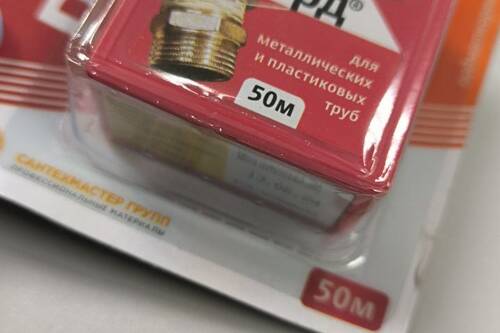 РД®
для
металлических
и пластиковых
труб
50м
САНТЕХМАСТЕР ГРУПП
ПРОФЕССИОНАЛЬНЫЕ МАТЕРИАЛЫ
50м